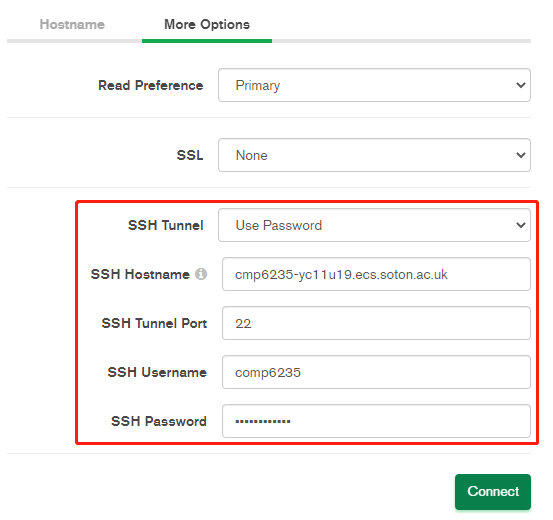 Hostname More Options
Read Preference Primary
SSL None
SSH Tunnel Use Password
SSH Hostname cmp6235-yc11u19.ecs.soton.ac.uk
SSH Tunnel Port 22
SSH Username comp6235
SSH Password ••••••••••••
Connect